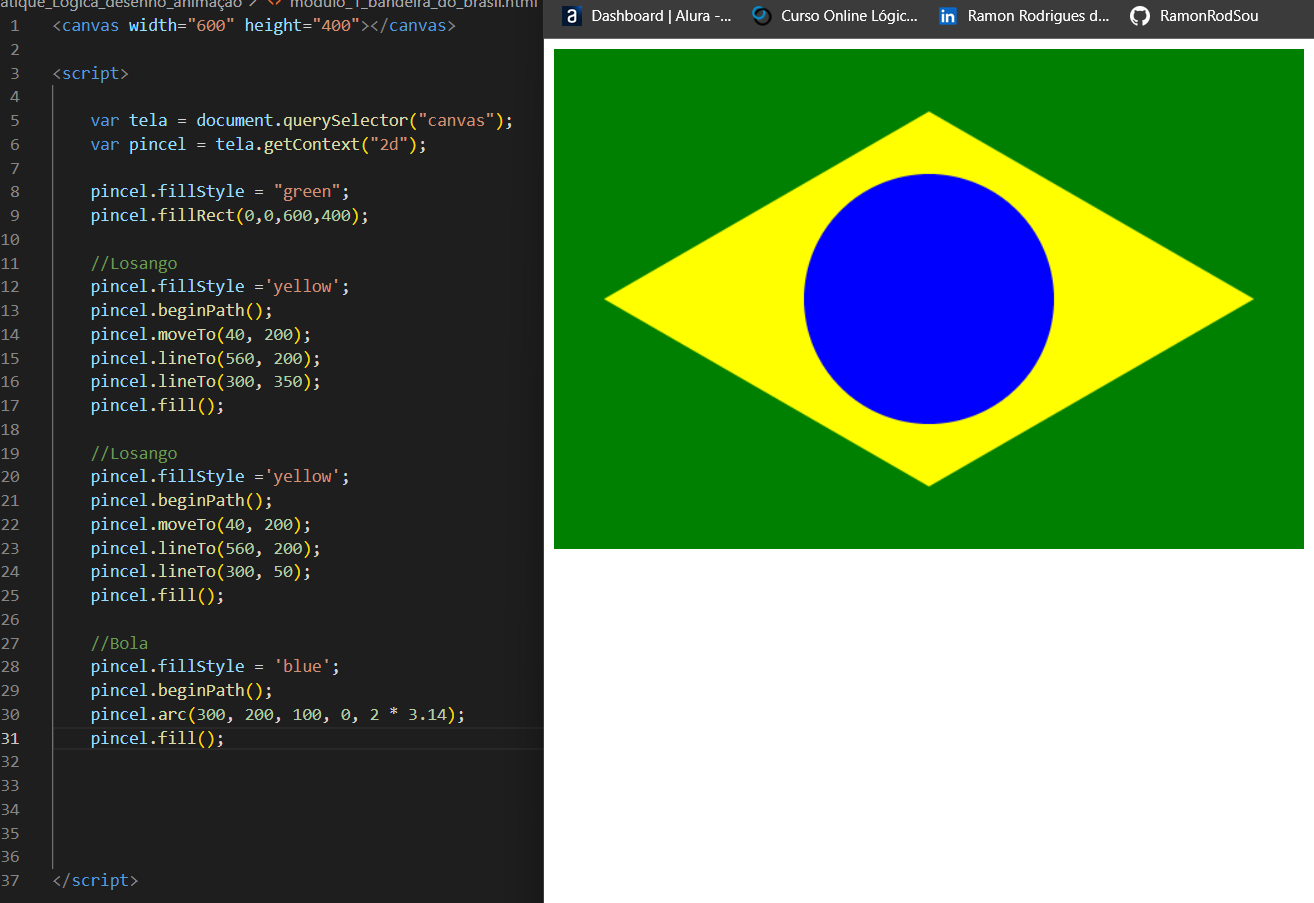 atique_Logica_desenho_animação > <> modulo_1_bandeira_do_brasil.html
1 <canvas width="600" height="400"></canvas>
2
3 <script>
4
5 var tela = document.querySelector("canvas");
6 var pincel = tela.getContext("2d");
7
8 pincel.fillStyle = "green";
9 pincel.fillRect(0,0,600,400);
10
11 //Losango
12 pincel.fillStyle ='yellow';
13 pincel.beginPath();
14 pincel.moveTo(40, 200);
15 pincel.lineTo(560, 200);
16 pincel.lineTo(300, 350);
17 pincel.fill();
18
19 //Losango
20 pincel.fillStyle ='yellow';
21 pincel.beginPath();
22 pincel.moveTo(40, 200);
23 pincel.lineTo(560, 200);
24 pincel.lineTo(300, 50);
25 pincel.fill();
26
27 //Bola
28 pincel.fillStyle = 'blue';
29 pincel.beginPath();
30 pincel.arc(300, 200, 100, 0, 2 * 3.14);
31 pincel.fill();
32
33
34
35
36
37 </script>
a Dashboard | Alura -... Curso Online Lógic... in Ramon Rodrigues d... RamonRodSou